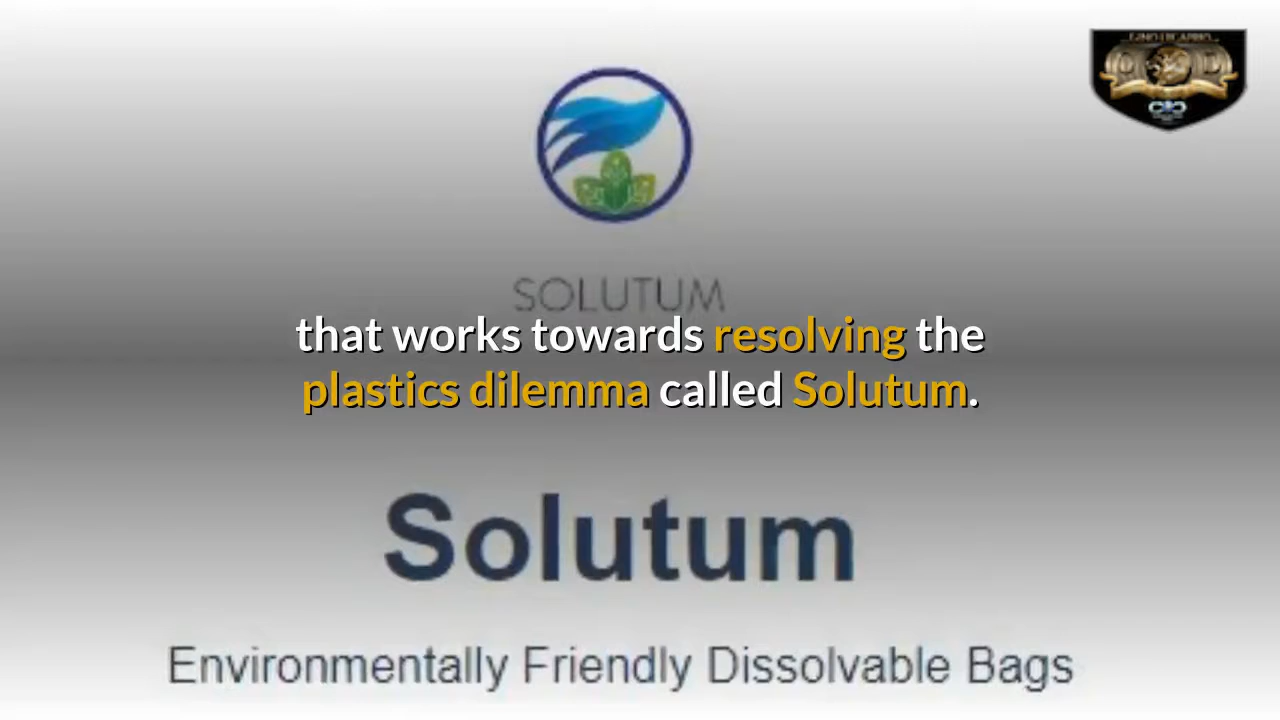 SOLUTUM
that works towards resolving the
plastics dilemma called Solutum.
Solutum
Environmentally Friendly Dissolvable Bags